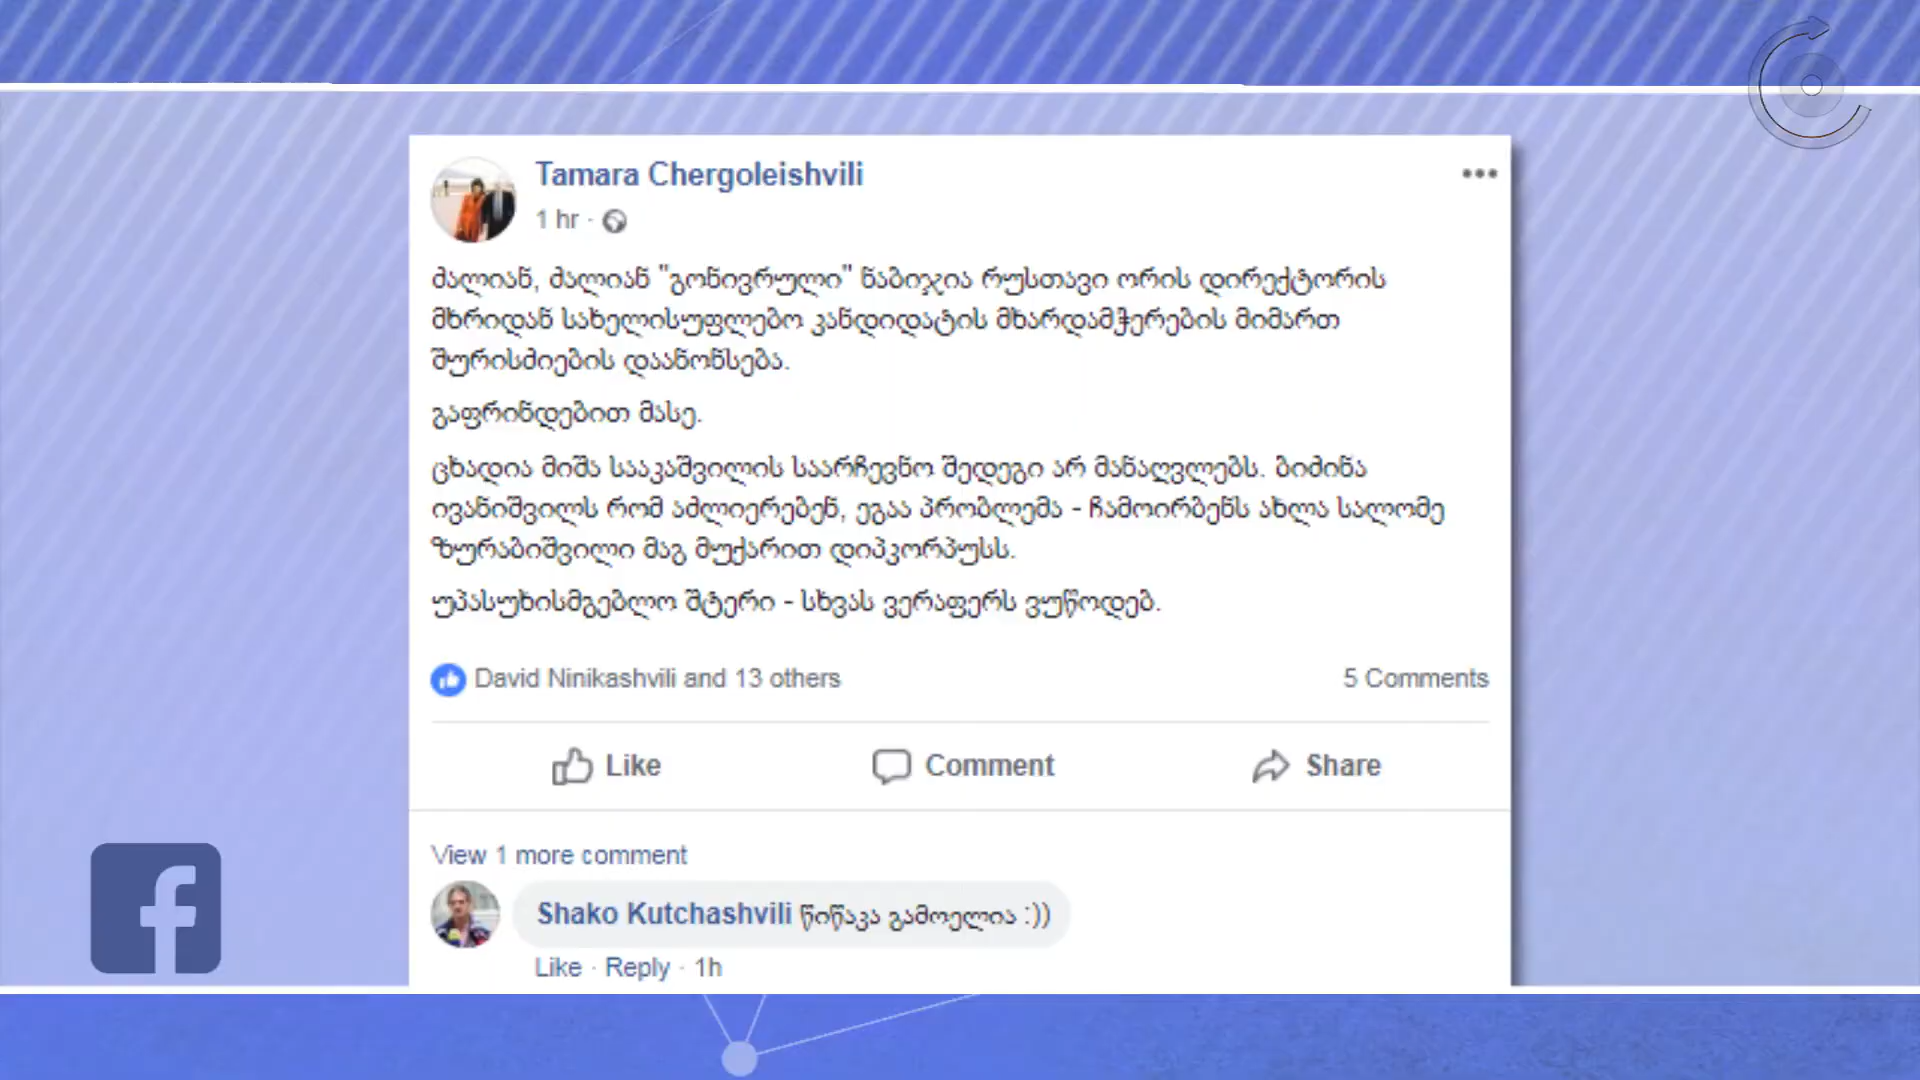 Tamara Chergoleishvili
1 hr ·
ძალიან, ძალიან "გონივრული" ნაბიჯია რუსთავი ორის დირექტორის
მხრიდან სახელისუფლებო კანდიდატის მხარდამჭერების მიმართ
შურისძიების დაანონსება.
გაფრინდებით მასე.
ცხადია მიშა სააკაშვილის საარჩევნო შედეგი არ მანაღვლებს. ბიძინა
ივანიშვილს რომ აძლიერებენ, ეგაა პრობლემა - ჩამოირბენს ახლა სალომე
ზურაბიშვილი მაგ მუქარით დიპკორპუსს.
უპასუხისმგებლო შტერი - სხვას ვერაფერს ვუწოდებ.
David Ninikashvili and 13 others 5 Comments
Like Comment Share
View 1 more comment
Shako Kutchashvili წიწაკა გამოელია :))
Like · Reply · 1h